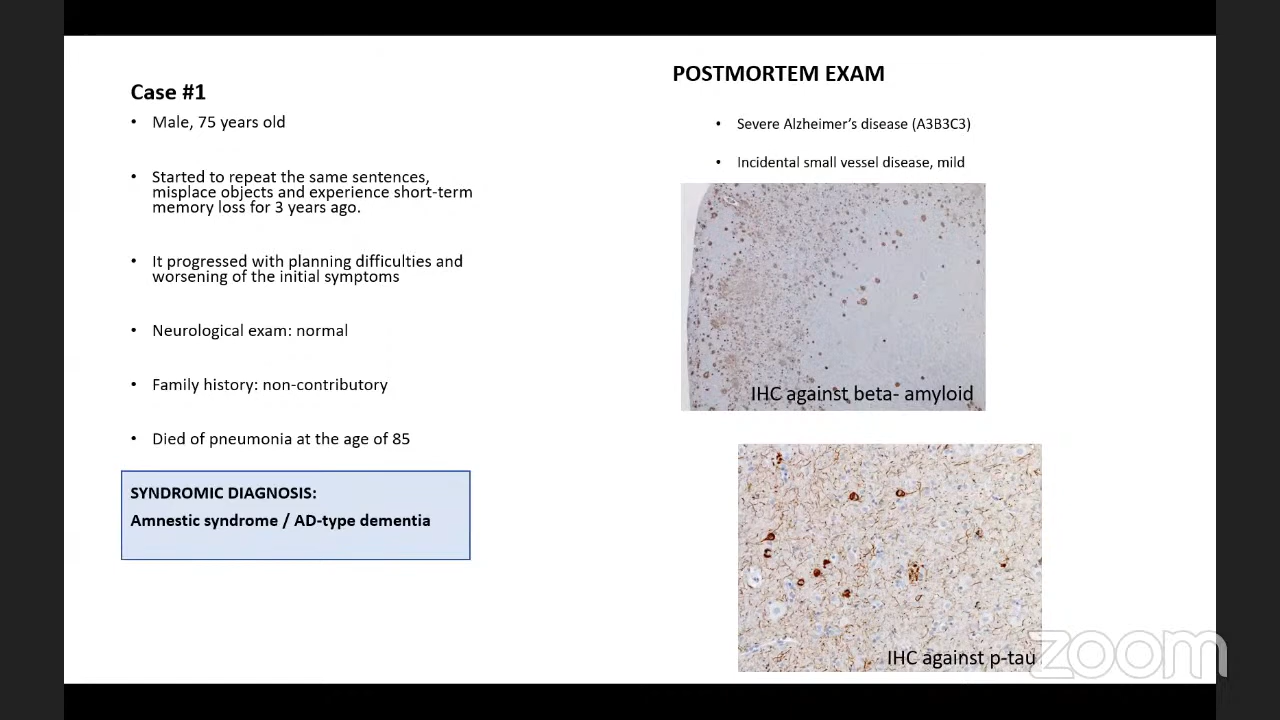 Case #1
• Male, 75 years old
• Started to repeat the same sentences,
misplace objects and experience short-term
memory loss for 3 years ago.
• It progressed with planning difficulties and
worsening of the initial symptoms
• Neurological exam: normal
• Family history: non-contributory
• Died of pneumonia at the age of 85
SYNDROMIC DIAGNOSIS:
Amnestic syndrome / AD-type dementia
POSTMORTEM EXAM
• Severe Alzheimer's disease (A3B3C3)
• Incidental small vessel disease, mild
IHC against beta- amyloid
IHC against p-tau
zoom